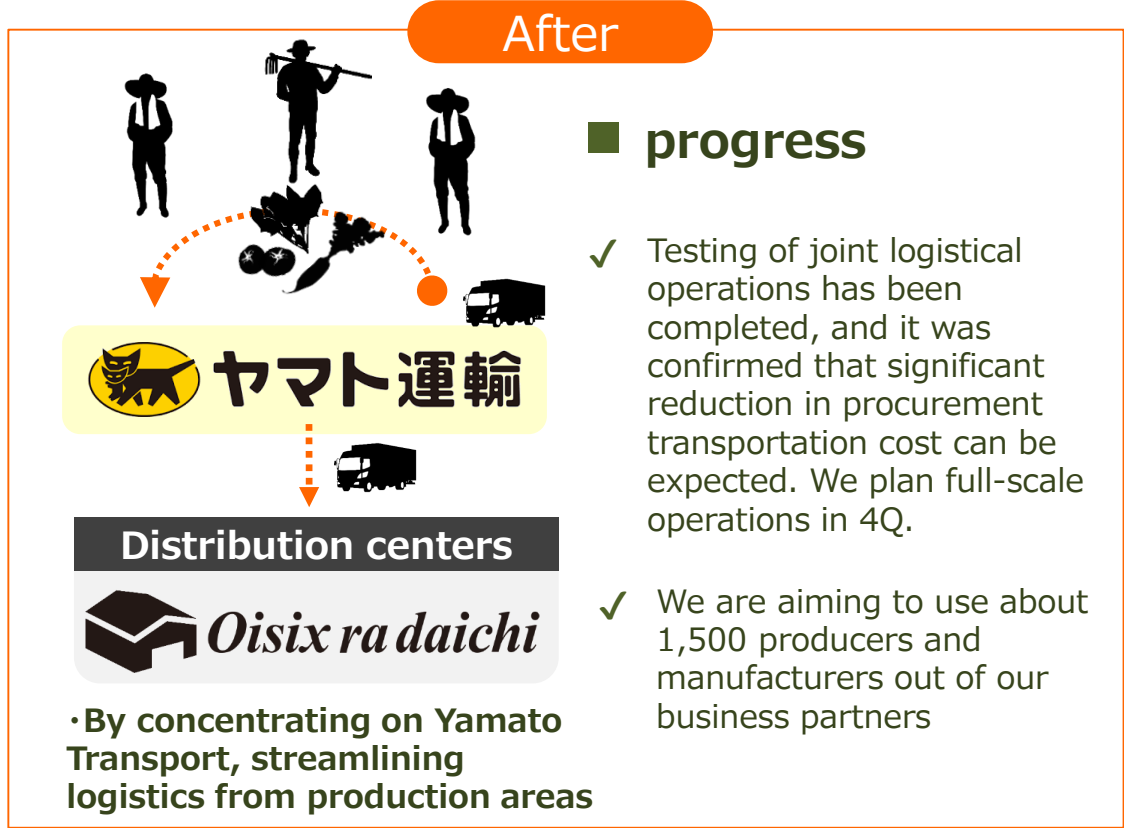 After
ヤマト運輸
Distribution centers
Oisix ra daichi
・By concentrating on Yamato
Transport, streamlining
logistics from production areas
■ progress
✓ Testing of joint logistical
operations has been
completed, and it was
confirmed that significant
reduction in procurement
transportation cost can be
expected. We plan full-scale
operations in 4Q.
✓ We are aiming to use about
1,500 producers and
manufacturers out of our
business partners